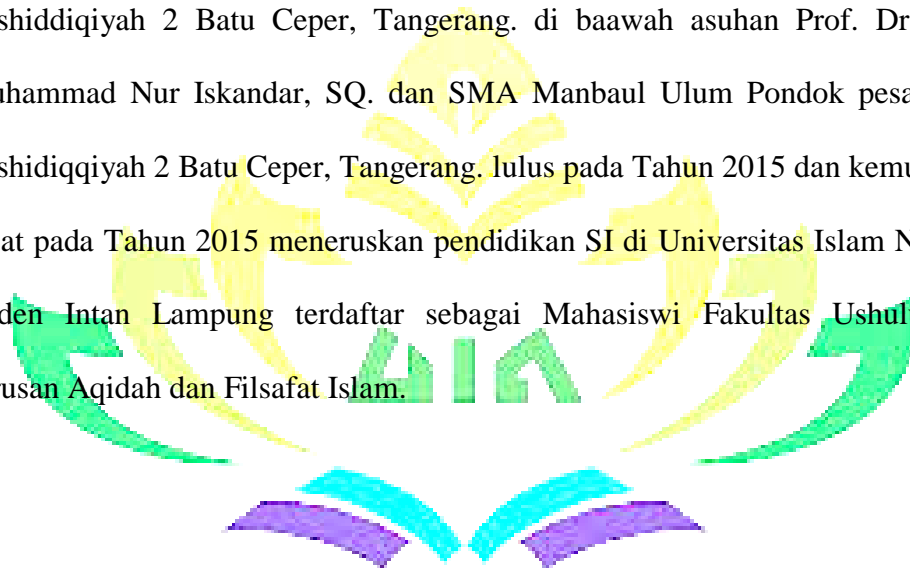 shiddiqiyah 2 Batu Ceper, Tangerang. di baawah asuhan Prof. Dr
uhammad Nur Iskandar, SQ. dan SMA Manbaul Ulum Pondok pesa
shidiqqiyah 2 Batu Ceper, Tangerang. lulus pada Tahun 2015 dan kemu
at pada Tahun 2015 meneruskan pendidikan SI di Universitas Islam N
den Intan Lampung terdaftar sebagai Mahasiswi Fakultas Ushul
rusan Aqidah dan Filsafat Islam.
UIN